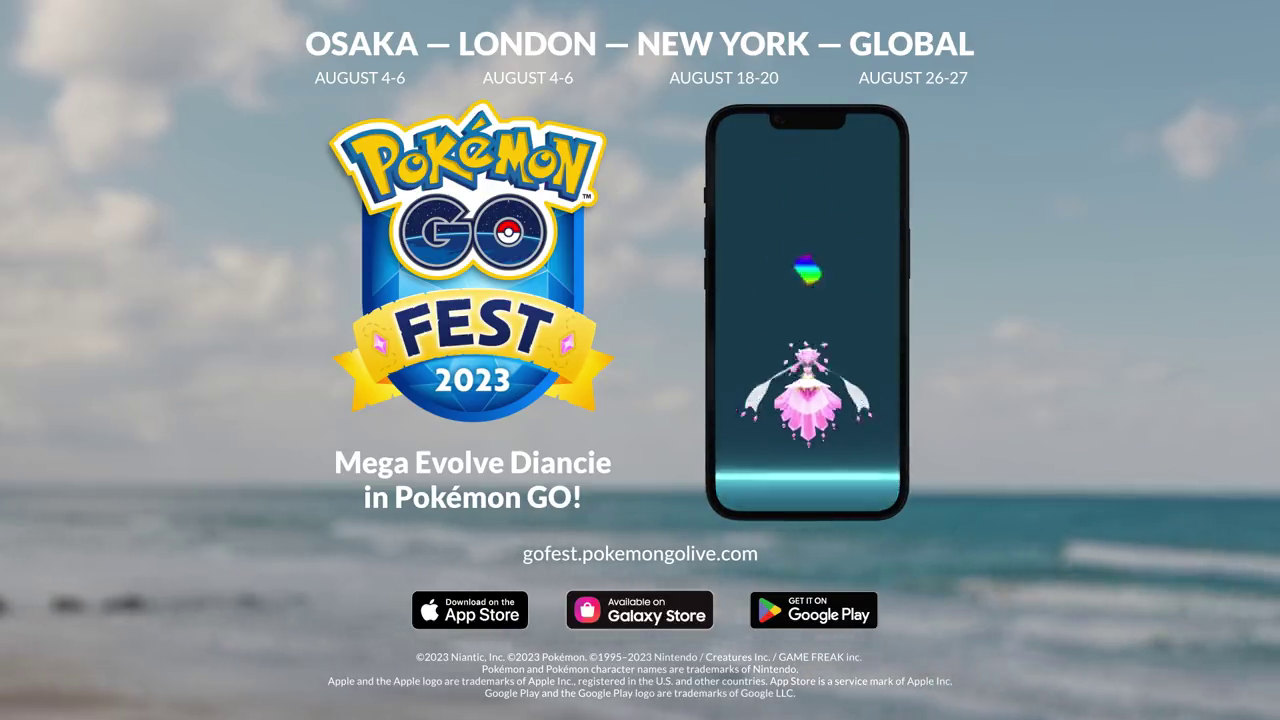 OSAKA — LONDON — NEW YORK — GLOBAL
AUGUST 4-6 AUGUST 4-6 AUGUST 18-20 AUGUST 26-27
POKéMON
™
GO
FEST
2023
Mega Evolve Diancie
in Pokémon GO!
gofest.pokemongolive.com
Download on the
App Store
Available on
Galaxy Store
GET IT ON
Google Play
©2023 Niantic, Inc. ©2023 Pokémon. ©1995–2023 Nintendo / Creatures Inc. / GAME FREAK inc.
Pokémon and Pokémon character names are trademarks of Nintendo.
Apple and the Apple logo are trademarks of Apple Inc., registered in the U.S. and other countries. App Store is a service mark of Apple Inc.
Google Play and the Google Play logo are trademarks of Google LLC.